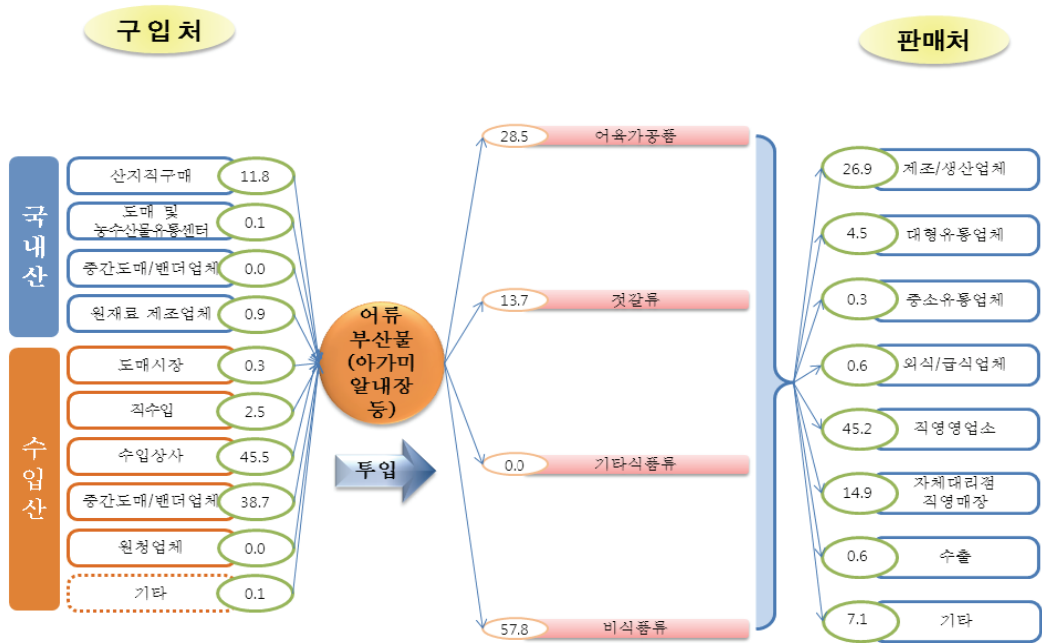 구 입 처
판매처
국내산
산지직구매 11.8
도매 및
농수산물유통센터
0.1
중간도매/밴더업체 0.0
원재료 제조업체 0.9
수입산
도매시장 0.3
직수입 2.5
수입상사 45.5
중간도매/밴더업체 38.7
원청업체 0.0
기타 0.1
어류
부산물
(아가미
알내장
등)
투입
28.5 어육가공품
13.7 젓갈류
0.0 기타식품류
57.8 비식품류
26.9 제조/생산업체
4.5 대형유통업체
0.3 중소유통업체
0.6 외식/급식업체
45.2 직영영업소
14.9
자체대리점
직영매장
0.6 수출
7.1 기타